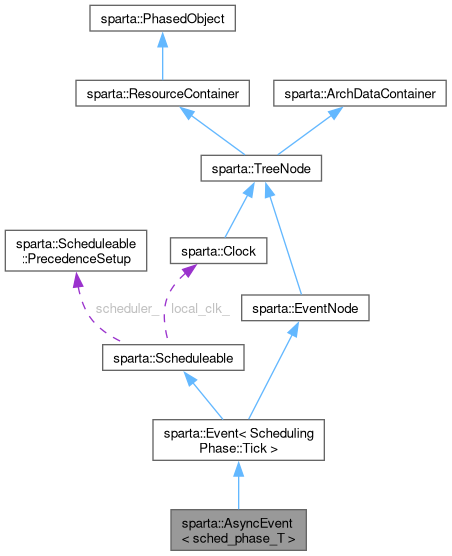 sparta::PhasedObject
sparta::ResourceContainer
sparta::ArchDataContainer
sparta::TreeNode
sparta::Scheduleable
::PrecedenceSetup
sparta::Clock
scheduler_
local_clk_
sparta::EventNode
sparta::Scheduleable
sparta::Event< Scheduling
Phase::Tick >
sparta::AsyncEvent
< sched_phase_T >